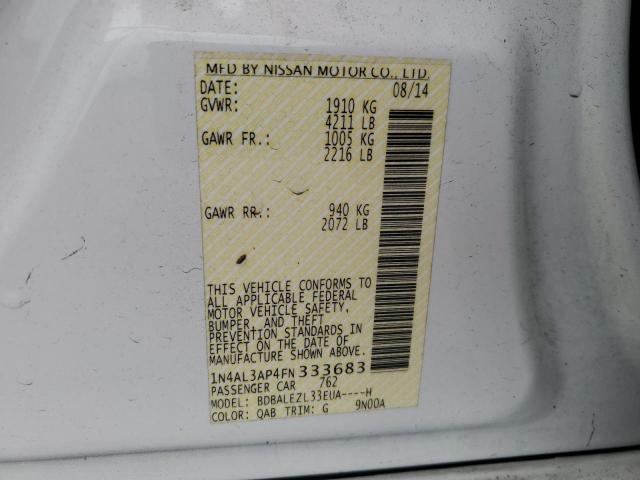 MFD BY NISSAN MOTOR CO., LTD.
DATE: 08/14
GVWR: 1910 KG
4211 LB
GAWR FR.: 1005 KG
2216 LB
GAWR RR.: 940 KG
2072 LB
THIS VEHICLE CONFORMS TO
ALL APPLICABLE FEDERAL
MOTOR VEHICLE SAFETY,
BUMPER, AND THEFT
PREVENTION STANDARDS IN
EFFECT ON THE DATE OF
MANUFACTURE SHOWN ABOVE.
1N4AL3AP4FN333683
PASSENGER CAR 762
MODEL: BDBALEZL33EUA----H
COLOR: QAB TRIM: G 9N00A